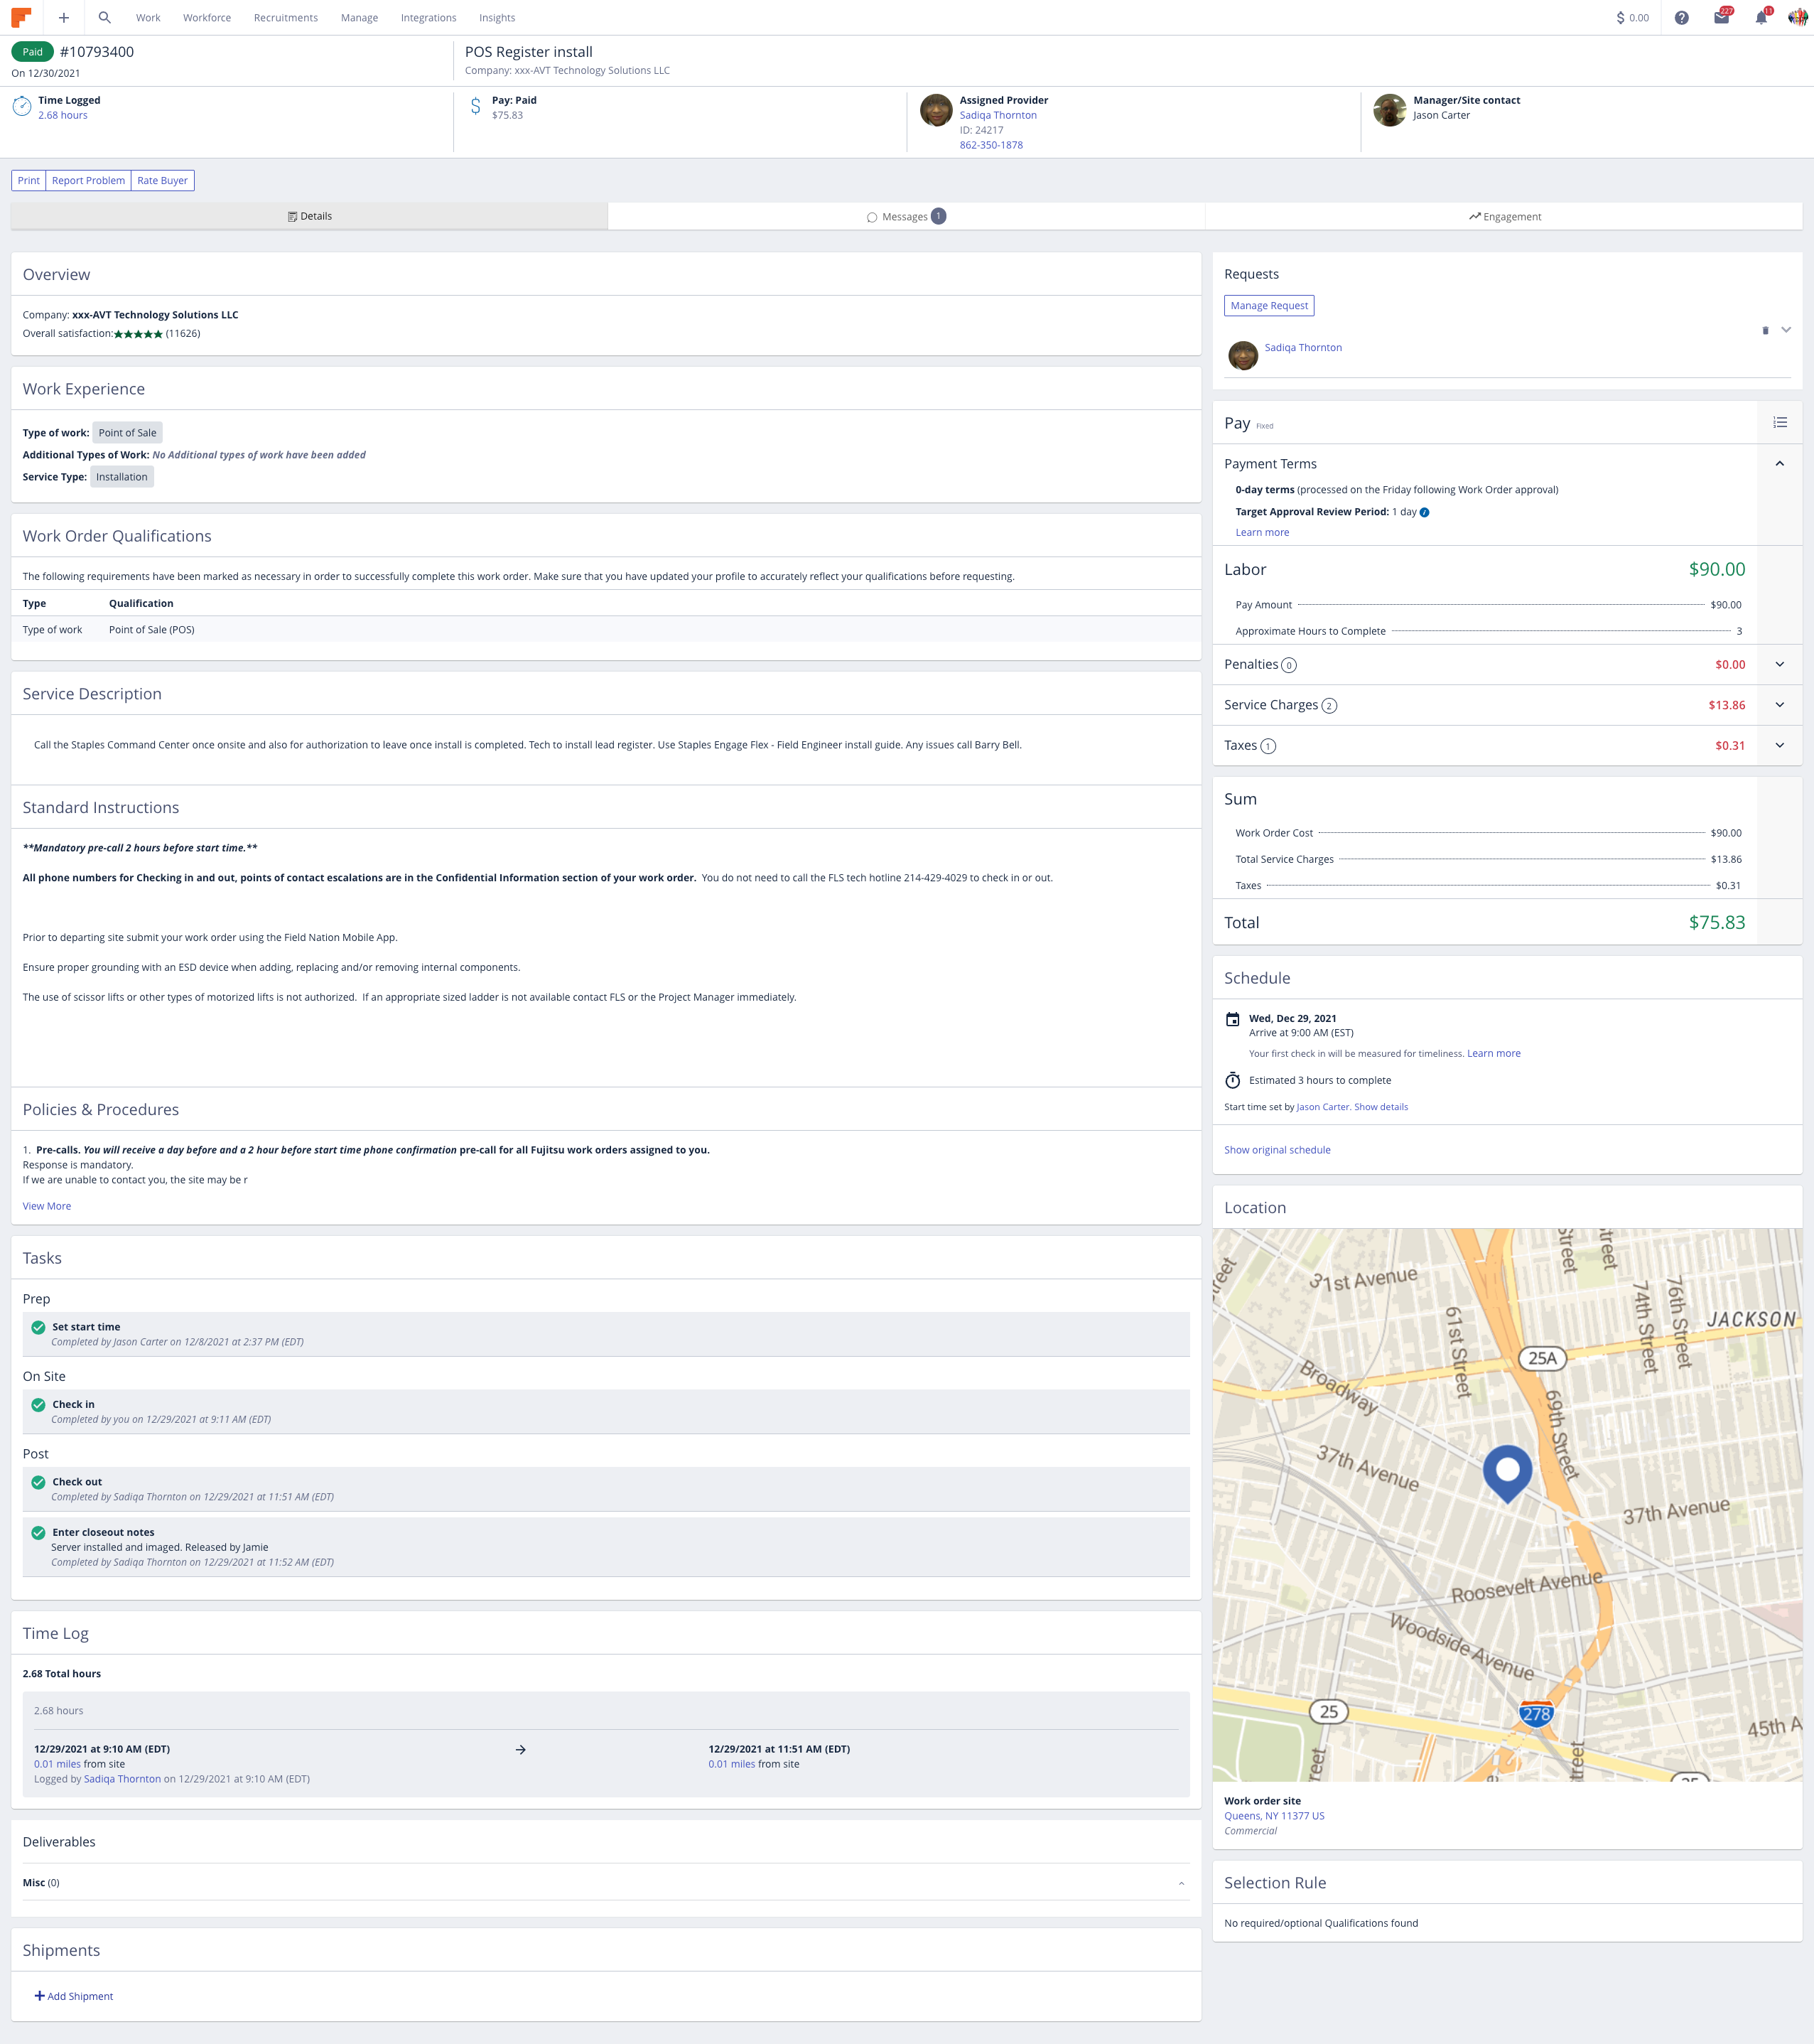 Work Workforce Recruitments Manage Integrations Insights $ 0.00 227 11
Paid #10793400
On 12/30/2021
POS Register install
Company: xxx-AVT Technology Solutions LLC
Time Logged
2.68 hours
Pay: Paid
$75.83
Assigned Provider
Sadiqa Thornton
ID: 24217
862-350-1878
Manager/Site contact
Jason Carter
Print Report Problem Rate Buyer
Details Messages 1 Engagement
Overview
Company: xxx-AVT Technology Solutions LLC
Overall satisfaction:★★★★★ (11626)
Work Experience
Type of work: Point of Sale
Additional Types of Work: No Additional types of work have been added
Service Type: Installation
Work Order Qualifications
The following requirements have been marked as necessary in order to successfully complete this work order. Make sure that you have updated your profile to accurately reflect your qualifications before requesting.
Type Qualification
Type of work Point of Sale (POS)
Service Description
Call the Staples Command Center once onsite and also for authorization to leave once install is completed. Tech to install lead register. Use Staples Engage Flex - Field Engineer install guide. Any issues call Barry Bell.
Standard Instructions
**Mandatory pre-call 2 hours before start time.**
All phone numbers for Checking in and out, points of contact escalations are in the Confidential Information section of your work order. You do not need to call the FLS tech hotline 214-429-4029 to check in or out.
Prior to departing site submit your work order using the Field Nation Mobile App.
Ensure proper grounding with an ESD device when adding, replacing and/or removing internal components.
The use of scissor lifts or other types of motorized lifts is not authorized. If an appropriate sized ladder is not available contact FLS or the Project Manager immediately.
Policies & Procedures
1. Pre-calls. You will receive a day before and a 2 hour before start time phone confirmation pre-call for all Fujitsu work orders assigned to you.
Response is mandatory.
If we are unable to contact you, the site may be r
View More
Tasks
Prep
Set start time
Completed by Jason Carter on 12/8/2021 at 2:37 PM (EDT)
On Site
Check in
Completed by you on 12/29/2021 at 9:11 AM (EDT)
Post
Check out
Completed by Sadiqa Thornton on 12/29/2021 at 11:51 AM (EDT)
Enter closeout notes
Server installed and imaged. Released by Jamie
Completed by Sadiqa Thornton on 12/29/2021 at 11:52 AM (EDT)
Time Log
2.68 Total hours
2.68 hours
12/29/2021 at 9:10 AM (EDT) → 12/29/2021 at 11:51 AM (EDT)
0.01 miles from site 0.01 miles from site
Logged by Sadiqa Thornton on 12/29/2021 at 9:10 AM (EDT)
Deliverables
Misc (0)
Shipments
Add Shipment
Requests
Manage Request
Sadiqa Thornton
Pay Fixed
Payment Terms
0-day terms (processed on the Friday following Work Order approval)
Target Approval Review Period: 1 day
Learn more
Labor $90.00
Pay Amount $90.00
Approximate Hours to Complete 3
Penalties 0 $0.00
Service Charges 2 $13.86
Taxes 1 $0.31
Sum
Work Order Cost $90.00
Total Service Charges $13.86
Taxes $0.31
Total $75.83
Schedule
Wed, Dec 29, 2021
Arrive at 9:00 AM (EST)
Your first check in will be measured for timeliness. Learn more
Estimated 3 hours to complete
Start time set by Jason Carter. Show details
Show original schedule
Location
31st Avenue
61st Street
74th Street
76th Street
JACKSON
25A
Broadway
69th Street
37th Avenue
37th Avenue
Roosevelt Avenue
Woodside Avenue
25
278
45th A
Work order site
Queens, NY 11377 US
Commercial
Selection Rule
No required/optional Qualifications found